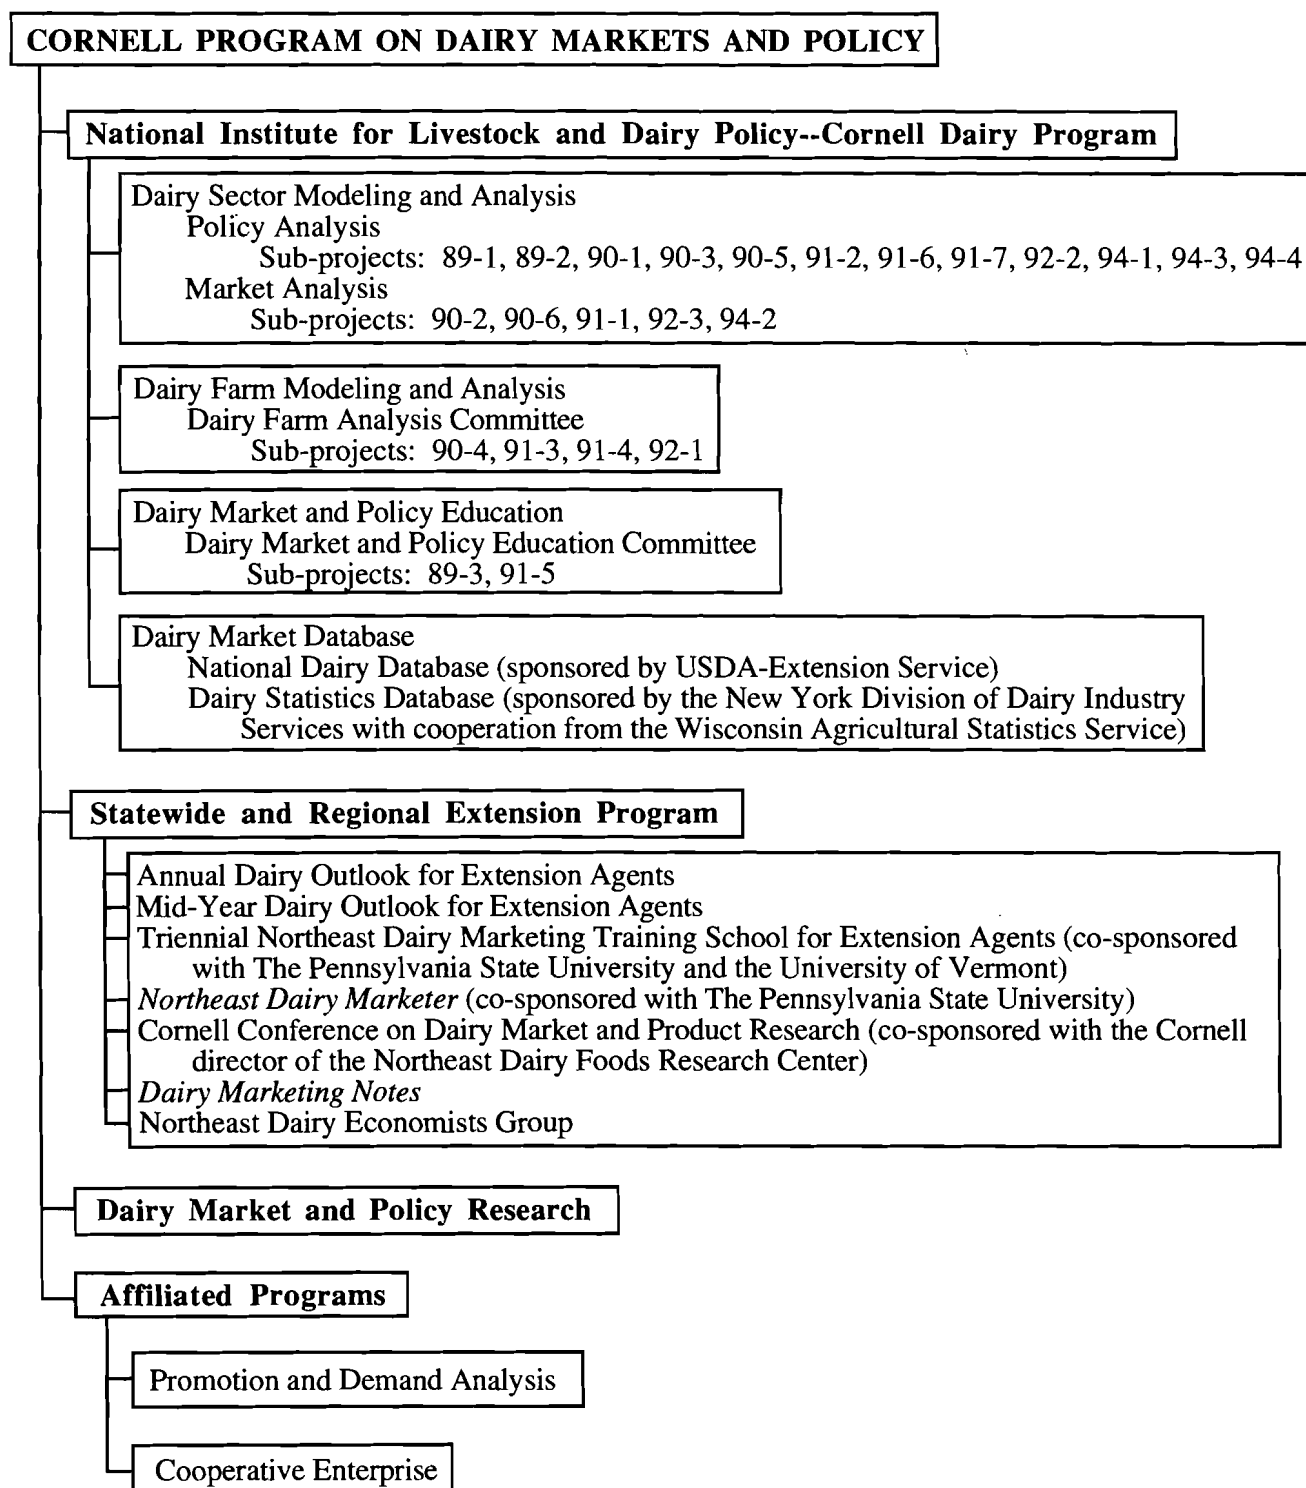 CORNELL PROGRAM ON DAIRY MARKETS AND POLICY
National Institute for Livestock and Dairy Policy--Cornell Dairy Program
Dairy Sector Modeling and Analysis
Policy Analysis
Sub-projects: 89-1, 89-2, 90-1, 90-3, 90-5, 91-2, 91-6, 91-7, 92-2, 94-1, 94-3, 94-4
Market Analysis
Sub-projects: 90-2, 90-6, 91-1, 92-3, 94-2
Dairy Farm Modeling and Analysis
Dairy Farm Analysis Committee
Sub-projects: 90-4, 91-3, 91-4, 92-1
Dairy Market and Policy Education
Dairy Market and Policy Education Committee
Sub-projects: 89-3, 91-5
Dairy Market Database
National Dairy Database (sponsored by USDA-Extension Service)
Dairy Statistics Database (sponsored by the New York Division of Dairy Industry
Services with cooperation from the Wisconsin Agricultural Statistics Service)
Statewide and Regional Extension Program
Annual Dairy Outlook for Extension Agents
Mid-Year Dairy Outlook for Extension Agents
Triennial Northeast Dairy Marketing Training School for Extension Agents (co-sponsored
with The Pennsylvania State University and the University of Vermont)
Northeast Dairy Marketer (co-sponsored with The Pennsylvania State University)
Cornell Conference on Dairy Market and Product Research (co-sponsored with the Cornell
director of the Northeast Dairy Foods Research Center)
Dairy Marketing Notes
Northeast Dairy Economists Group
Dairy Market and Policy Research
Affiliated Programs
Promotion and Demand Analysis
Cooperative Enterprise